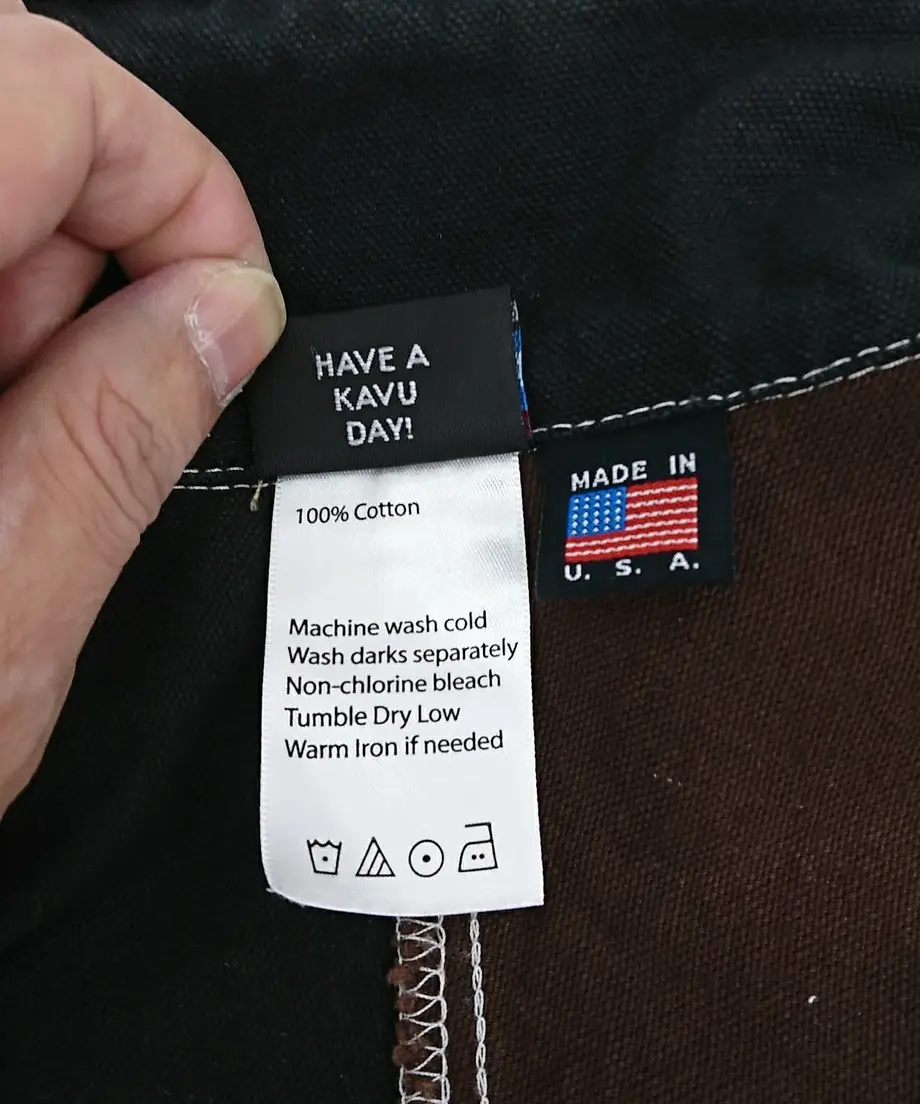 HAVE A
KAVU
DAY!
100% Cotton
Machine wash cold
Wash darks separately
Non-chlorine bleach
Tumble Dry Low
Warm Iron if needed
MADE IN
U. S. A.